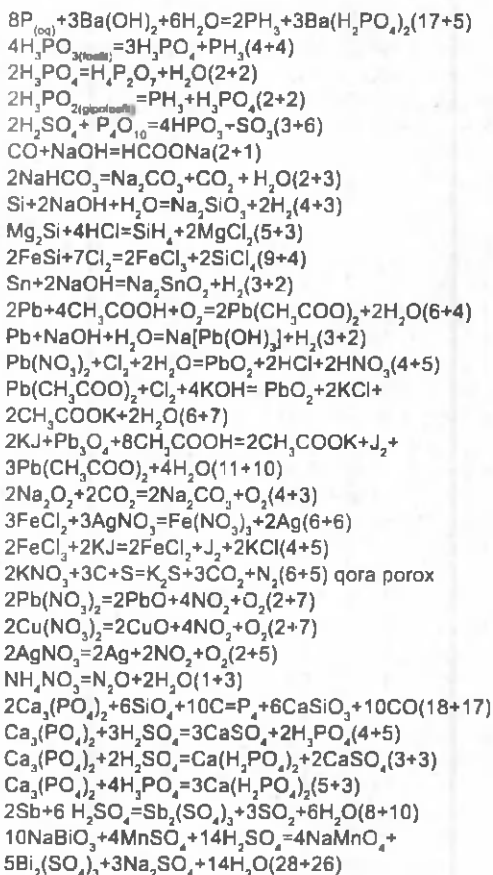 8P(oq)+3Ba(OH)₂+6H₂O=2PH₃+3Ba(H₂PO₄)₂(17+5)
4H₃PO₃(fosfit)=3H₃PO₄+PH₃(4+4)
2H₃PO₄=H₄P₂O₇+H₂O(2+2)
2H₃PO₂(gipofosfit)=PH₃+H₃PO₄(2+2)
2H₂SO₄+ P₄O₁₀=4HPO₃+SO₃(3+6)
CO+NaOH=HCOONa(2+1)
2NaHCO₃=Na₂CO₃+CO₂ + H₂O(2+3)
Si+2NaOH+H₂O=Na₂SiO₃+2H₂(4+3)
Mg₂Si+4HCl=SiH₄+2MgCl₂(5+3)
2FeSi+7Cl₂=2FeCl₃+2SiCl₄(9+4)
Sn+2NaOH=Na₂SnO₂+H₂(3+2)
2Pb+4CH₃COOH+O₂=2Pb(CH₃COO)₂+2H₂O(6+4)
Pb+NaOH+H₂O=Na[Pb(OH)₃]+H₂(3+2)
Pb(NO₃)₂+Cl₂+2H₂O=PbO₂+2HCl+2HNO₃(4+5)
Pb(CH₃COO)₂+Cl₂+4KOH= PbO₂+2KCl+
2CH₃COOK+2H₂O(6+7)
2KJ+Pb₃O₄+8CH₃COOH=2CH₃COOK+J₂+
3Pb(CH₃COO)₂+4H₂O(11+10)
2Na₂O₂+2CO₂=2Na₂CO₃+O₂(4+3)
3FeCl₂+3AgNO₃=Fe(NO₃)₃+2Ag(6+6)
2FeCl₃+2KJ=2FeCl₂+J₂+2KCl(4+5)
2KNO₃+3C+S=K₂S+3CO₂+N₂(6+5) qora porox
2Pb(NO₃)₂=2PbO+4NO₂+O₂(2+7)
2Cu(NO₃)₂=2CuO+4NO₂+O₂(2+7)
2AgNO₃=2Ag+2NO₂+O₂(2+5)
NH₄NO₃=N₂O+2H₂O(1+3)
2Ca₃(PO₄)₂+6SiO₄+10C=P₄+6CaSiO₃+10CO(18+17)
Ca₃(PO₄)₂+3H₂SO₄=3CaSO₄+2H₃PO₄(4+5)
Ca₃(PO₄)₂+2H₂SO₄=Ca(H₂PO₄)₂+2CaSO₄(3+3)
Ca₃(PO₄)₂+4H₃PO₄=3Ca(H₂PO₄)₂(5+3)
2Sb+6 H₂SO₄=Sb₂(SO₄)₃+3SO₂+6H₂O(8+10)
10NaBiO₃+4MnSO₄+14H₂SO₄=4NaMnO₄+
5Bi₂(SO₄)₃+3Na₂SO₄+14H₂O(28+26)